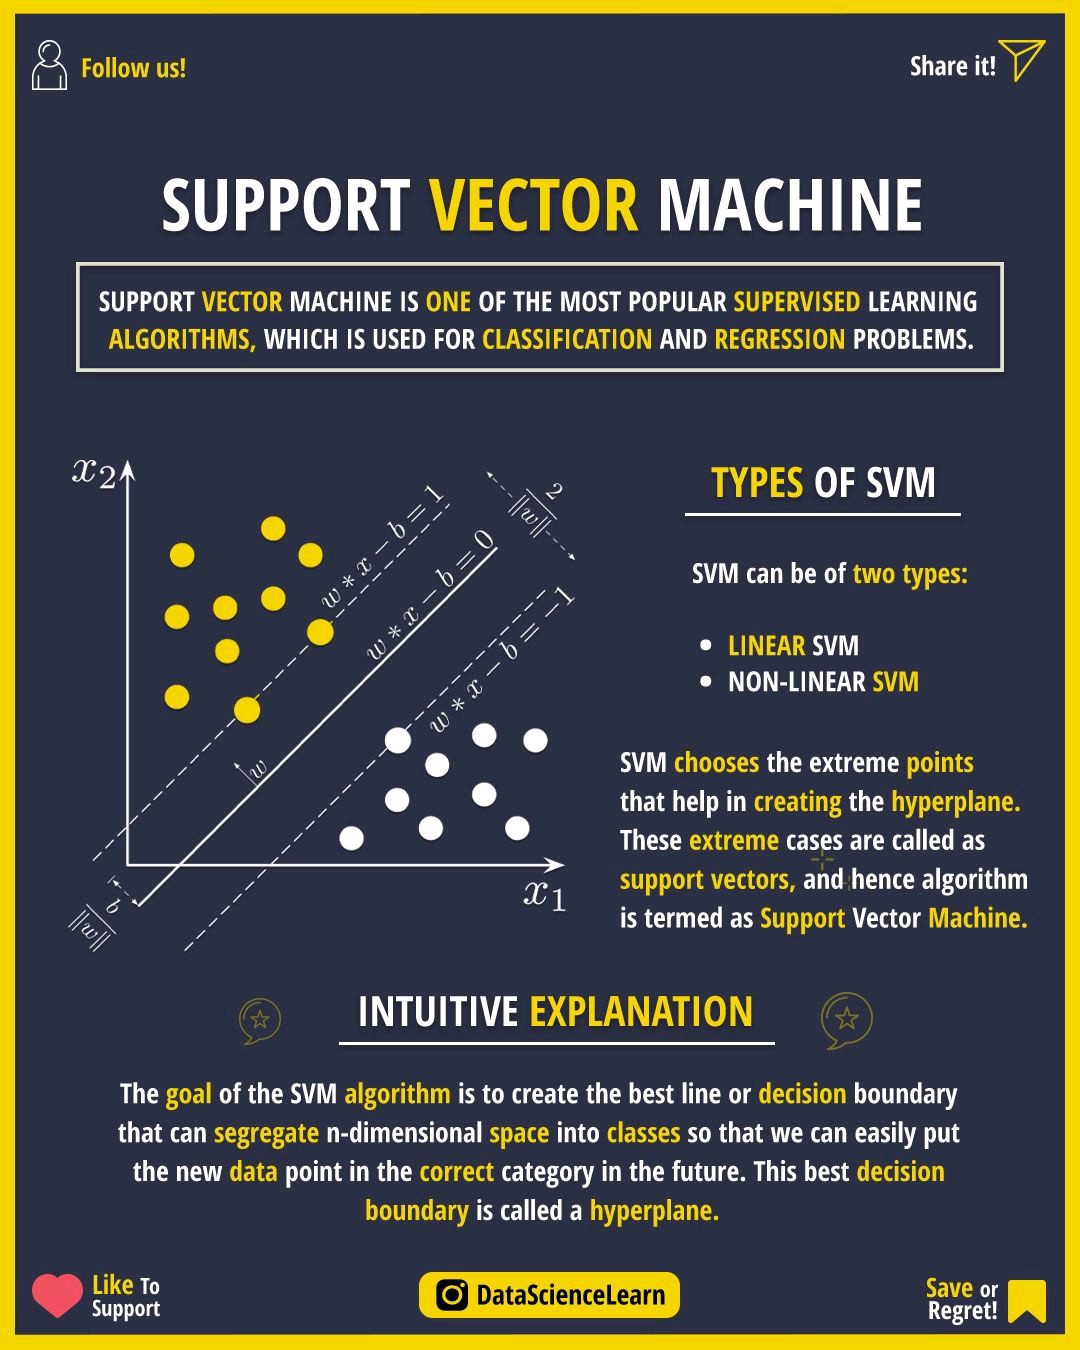 Follow us!
Share it!
SUPPORT VECTOR MACHINE
SUPPORT VECTOR MACHINE IS ONE OF THE MOST POPULAR SUPERVISED LEARNING
ALGORITHMS, WHICH IS USED FOR CLASSIFICATION AND REGRESSION PROBLEMS.
x₂
w * x − b = 1
w * x − b = 0
w * x − b = −1
2
‖w‖
w
b
‖w‖
x₁
TYPES OF SVM
SVM can be of two types:
• LINEAR SVM
• NON-LINEAR SVM
SVM chooses the extreme points
that help in creating the hyperplane.
These extreme cases are called as
support vectors, and hence algorithm
is termed as Support Vector Machine.
INTUITIVE EXPLANATION
The goal of the SVM algorithm is to create the best line or decision boundary
that can segregate n-dimensional space into classes so that we can easily put
the new data point in the correct category in the future. This best decision
boundary is called a hyperplane.
Like To
Support
DataScienceLearn
Save or
Regret!